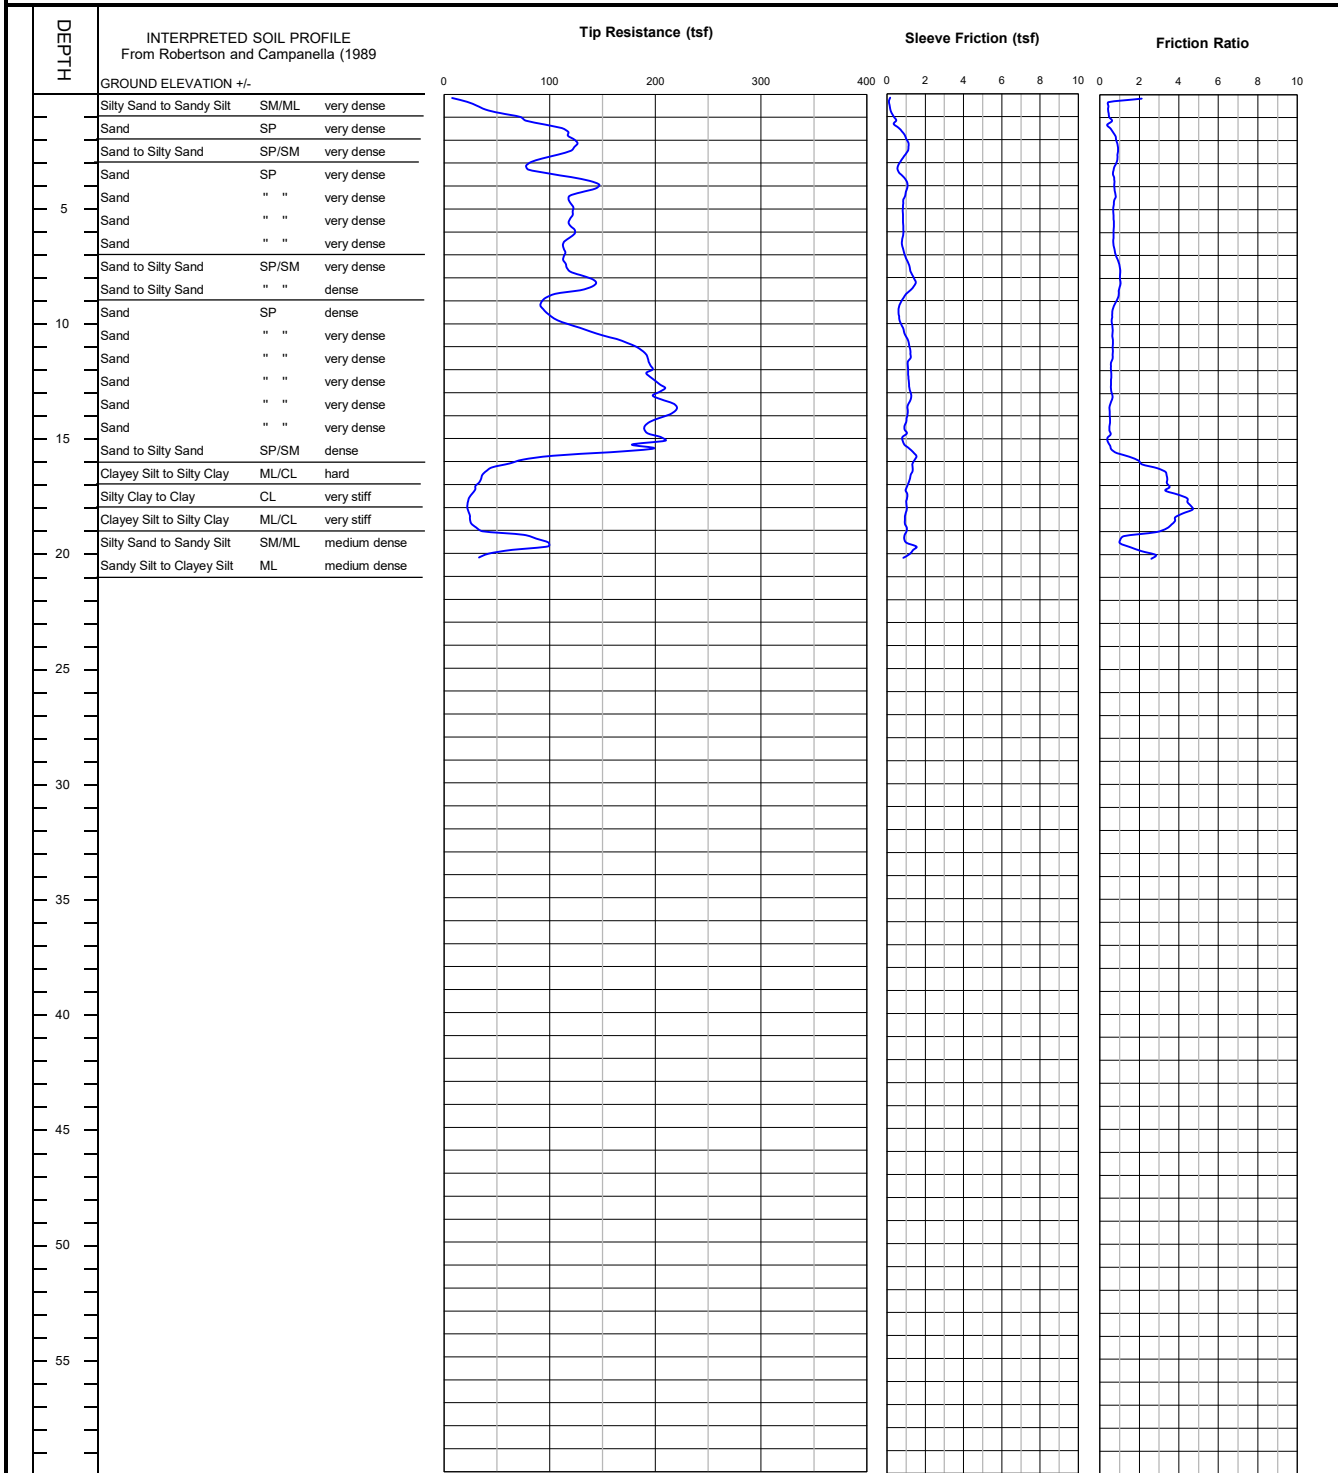 DEPTH
INTERPRETED SOIL PROFILE
From Robertson and Campanella (1989
GROUND ELEVATION +/-
Tip Resistance (tsf)
Sleeve Friction (tsf)
Friction Ratio
0 100 200 300 400
0 2 4 6 8 10
0 2 4 6 8 10
Silty Sand to Sandy Silt SM/ML very dense
Sand SP very dense
Sand to Silty Sand SP/SM very dense
Sand SP very dense
Sand " " very dense
5
Sand " " very dense
Sand " " very dense
Sand to Silty Sand SP/SM very dense
Sand to Silty Sand " " dense
Sand SP dense
10
Sand " " very dense
Sand " " very dense
Sand " " very dense
Sand " " very dense
Sand " " very dense
15
Sand to Silty Sand SP/SM dense
Clayey Silt to Silty Clay ML/CL hard
Silty Clay to Clay CL very stiff
Clayey Silt to Silty Clay ML/CL very stiff
Silty Sand to Sandy Silt SM/ML medium dense
20
Sandy Silt to Clayey Silt ML medium dense
25
30
35
40
45
50
55